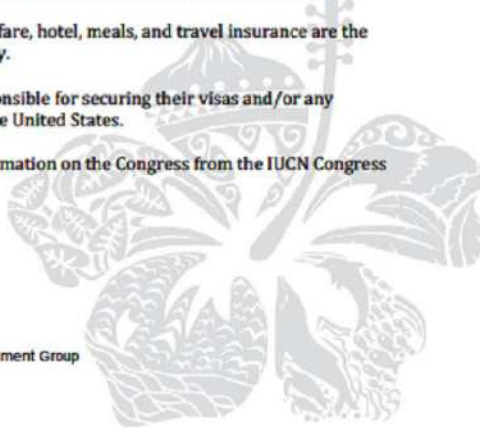 fare, hotel, meals, and travel insurance are the
y.
nsible for securing their visas and/or any
e United States.
mation on the Congress from the IUCN Congress
ment Group